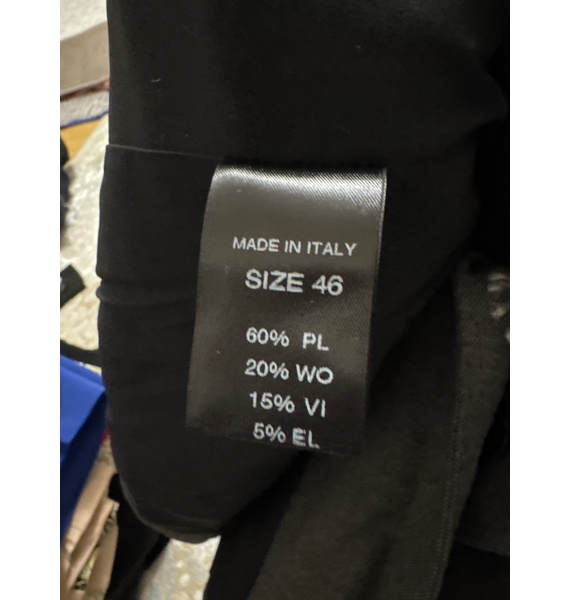 MADE IN ITALY
SIZE 46
60% PL
20% WO
15% VI
5% EL